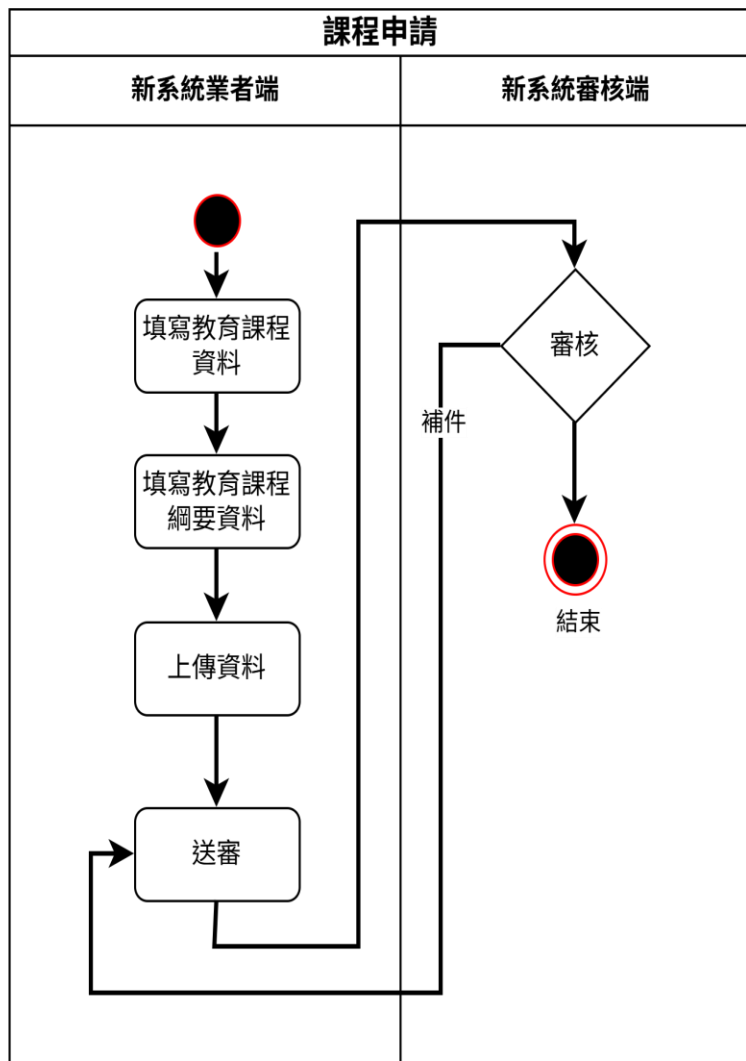 課程申請
新系統業者端
新系統審核端
填寫教育課程
資料
填寫教育課程
綱要資料
上傳資料
送審
審核
補件
結束